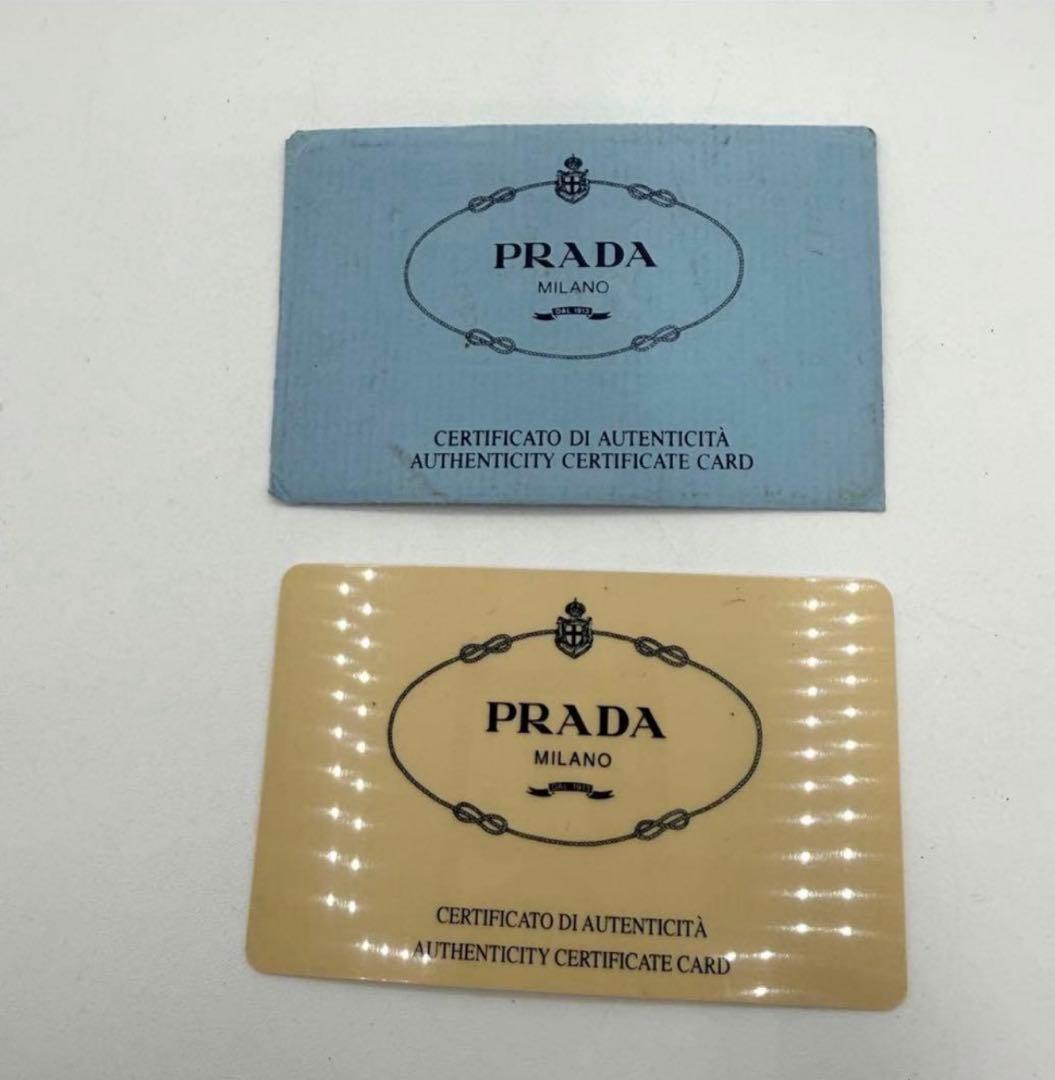 PRADA
MILANO
DAL 1913
CERTIFICATO DI AUTENTICITÀ
AUTHENTICITY CERTIFICATE CARD
PRADA
MILANO
DAL 1913
CERTIFICATO DI AUTENTICITÀ
AUTHENTICITY CERTIFICATE CARD